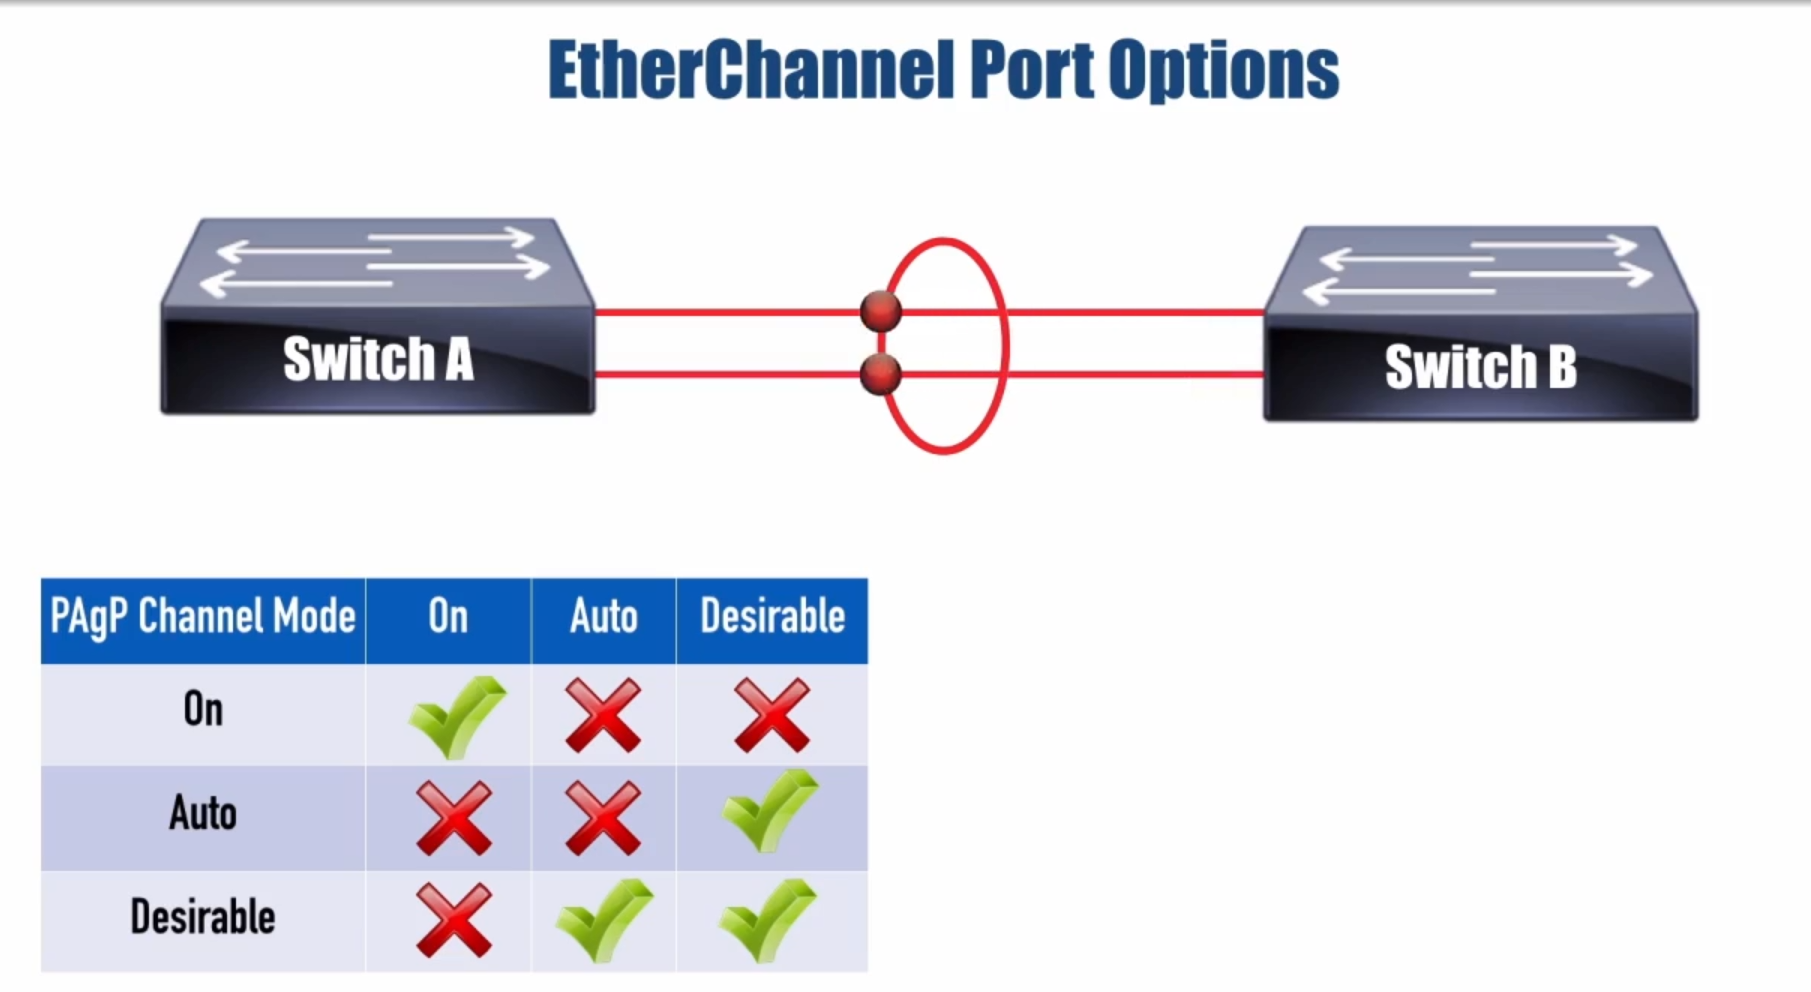 EtherChannel Port Options
Switch A
Switch B
PAgP Channel Mode On Auto Desirable
On
Auto
Desirable